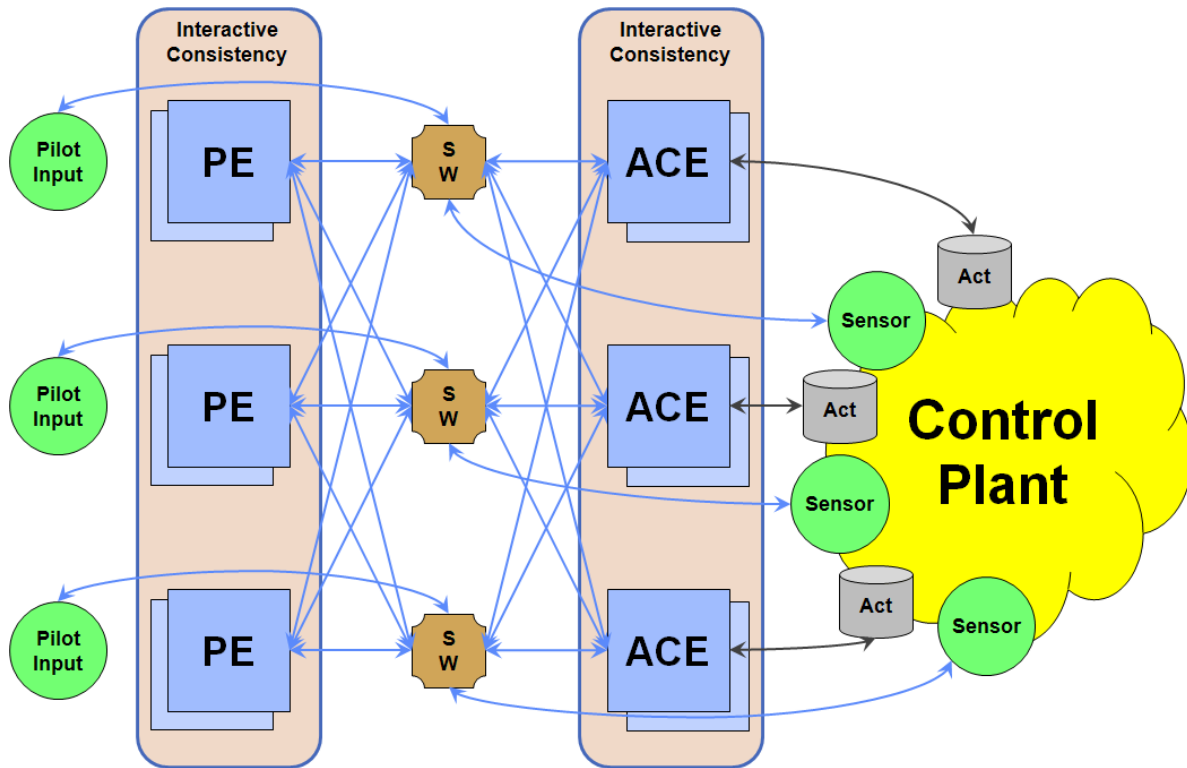 Interactive
Consistency
Interactive
Consistency
Pilot
Input
PE
S
W
ACE
Act
Sensor
Pilot
Input
PE
S
W
ACE
Act
Control
Plant
Sensor
Pilot
Input
PE
S
W
ACE
Act
Sensor